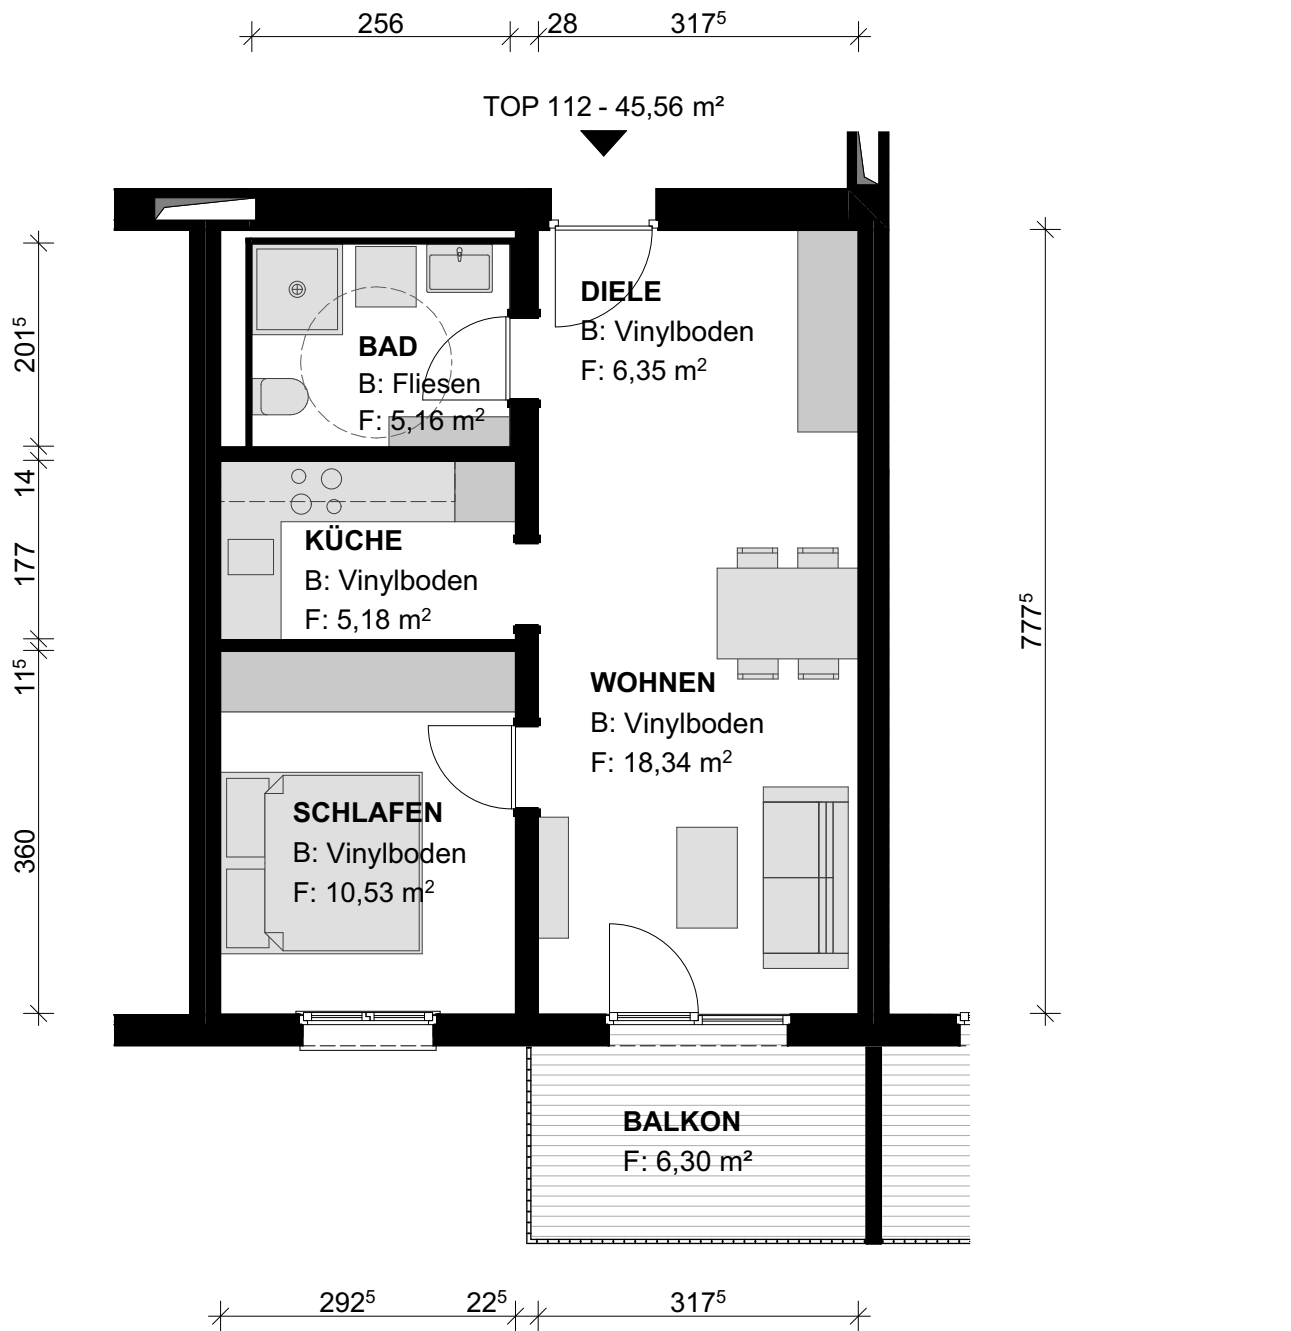 256 28 317⁵
TOP 112 - 45,56 m²
DIELE
B: Vinylboden
F: 6,35 m²
BAD
B: Fliesen
F: 5,16 m²
KÜCHE
B: Vinylboden
F: 5,18 m²
WOHNEN
B: Vinylboden
F: 18,34 m²
SCHLAFEN
B: Vinylboden
F: 10,53 m²
BALKON
F: 6,30 m²
201⁵
14
177
11⁵
360
777⁵
292⁵ 22⁵ 317⁵